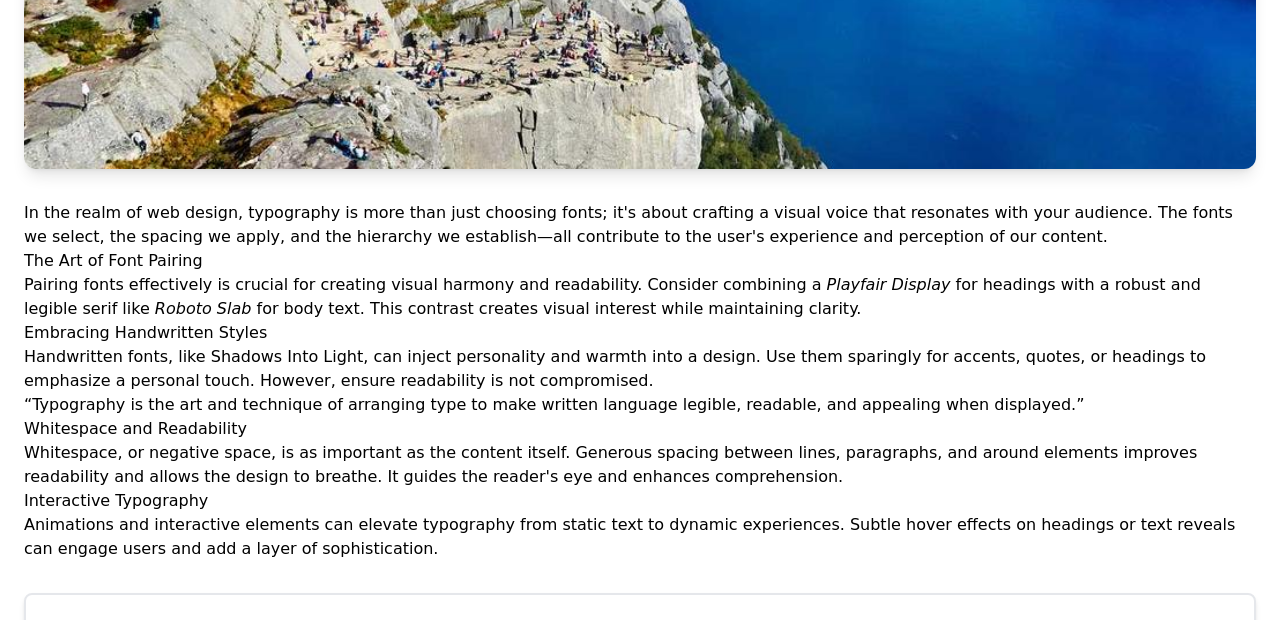 In the realm of web design, typography is more than just choosing fonts; it's about crafting a visual voice that resonates with your audience. The fonts
we select, the spacing we apply, and the hierarchy we establish—all contribute to the user's experience and perception of our content.
The Art of Font Pairing
Pairing fonts effectively is crucial for creating visual harmony and readability. Consider combining a Playfair Display for headings with a robust and
legible serif like Roboto Slab for body text. This contrast creates visual interest while maintaining clarity.
Embracing Handwritten Styles
Handwritten fonts, like Shadows Into Light, can inject personality and warmth into a design. Use them sparingly for accents, quotes, or headings to
emphasize a personal touch. However, ensure readability is not compromised.
“Typography is the art and technique of arranging type to make written language legible, readable, and appealing when displayed.”
Whitespace and Readability
Whitespace, or negative space, is as important as the content itself. Generous spacing between lines, paragraphs, and around elements improves
readability and allows the design to breathe. It guides the reader's eye and enhances comprehension.
Interactive Typography
Animations and interactive elements can elevate typography from static text to dynamic experiences. Subtle hover effects on headings or text reveals
can engage users and add a layer of sophistication.